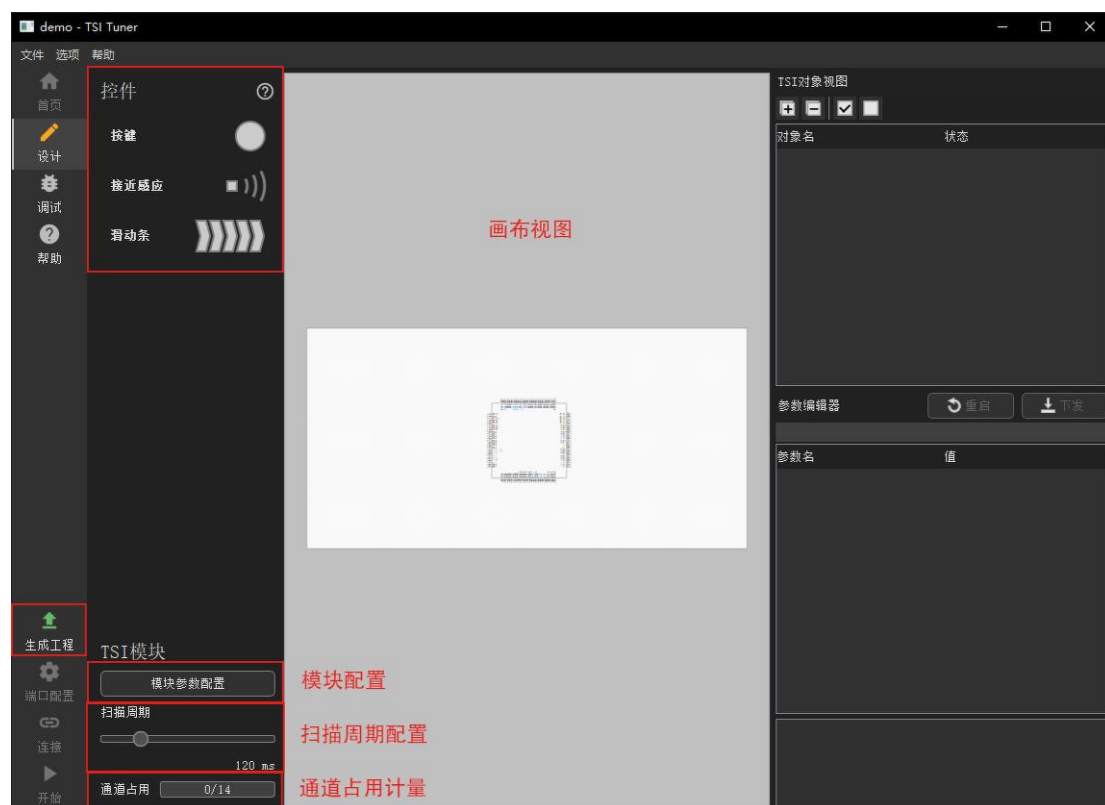 demo - TSI Tuner
文件 选项 帮助
首页
设计
调试
帮助
生成工程
端口配置
连接
开始
控件
按键
接近感应
滑动条
TSI模块
模块参数配置
扫描周期
120 ms
通道占用 0/14
画布视图
模块配置
扫描周期配置
通道占用计量
TSI对象视图
对象名 状态
参数编辑器 重启 下发
参数名 值